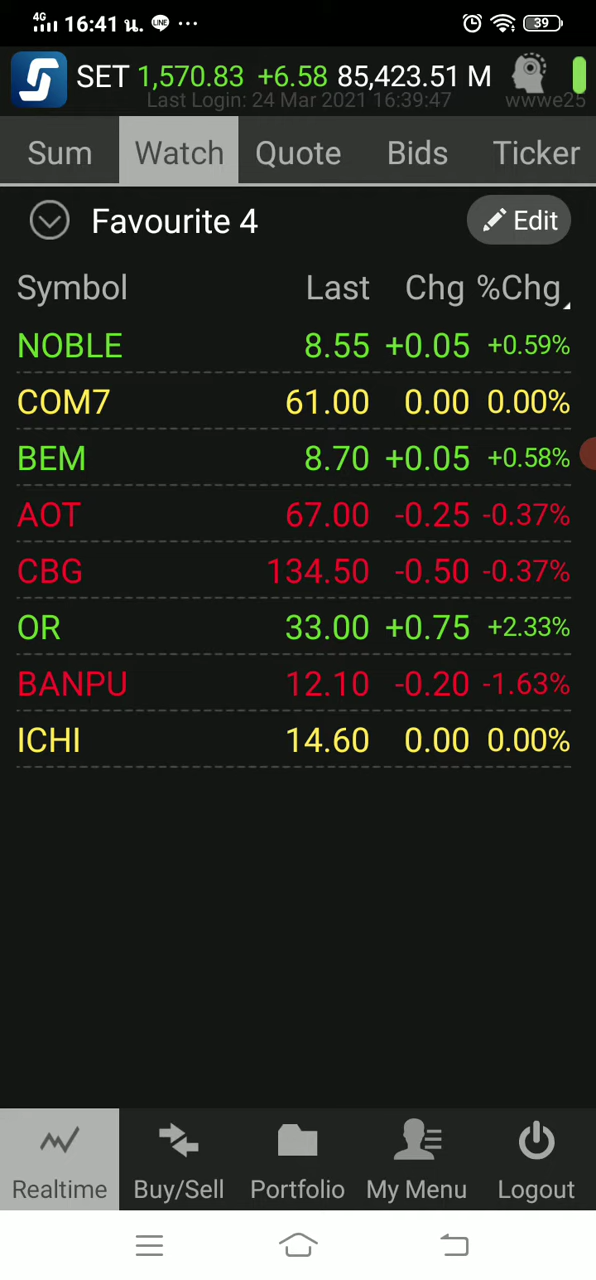 4G 16:41 น. LINE ... 39
SET 1,570.83 +6.58 85,423.51 M
Last Login: 24 Mar 2021 16:39:47 wwwe25
Sum Watch Quote Bids Ticker
Favourite 4 Edit
Symbol Last Chg %Chg
NOBLE 8.55 +0.05 +0.59%
COM7 61.00 0.00 0.00%
BEM 8.70 +0.05 +0.58%
AOT 67.00 -0.25 -0.37%
CBG 134.50 -0.50 -0.37%
OR 33.00 +0.75 +2.33%
BANPU 12.10 -0.20 -1.63%
ICHI 14.60 0.00 0.00%
Realtime Buy/Sell Portfolio My Menu Logout